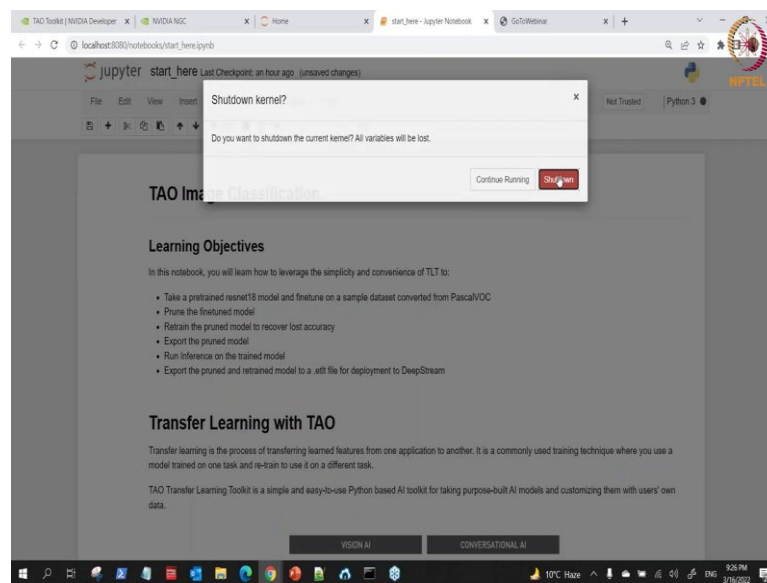 TAO Toolkit | NVIDIA Developer
NVIDIA NGC
Home
start_here - Jupyter Notebook
GoToWebinar
localhost:8080/notebooks/start_here.ipynb
NPTEL
jupyter start_here Last Checkpoint: an hour ago (unsaved changes)
File Edit View Insert
Not Trusted
Python 3
Shutdown kernel?
Do you want to shutdown the current kernel? All variables will be lost.
Continue Running
Shutdown
TAO Image Classification
Learning Objectives
In this notebook, you will learn how to leverage the simplicity and convenience of TLT to:
• Take a pretrained resnet18 model and finetune on a sample dataset converted from PascalVOC
• Prune the finetuned model
• Retrain the pruned model to recover lost accuracy
• Export the pruned model
• Run Inference on the trained model
• Export the pruned and retrained model to a .etlt file for deployment to DeepStream
Transfer Learning with TAO
Transfer learning is the process of transferring learned features from one application to another. It is a commonly used training technique where you use a
model trained on one task and re-train to use it on a different task.
TAO Transfer Learning Toolkit is a simple and easy-to-use Python based AI toolkit for taking purpose-built AI models and customizing them with users' own
data.
VISION AI
CONVERSATIONAL AI
10°C Haze
ENG
9:26 PM
3/16/2022